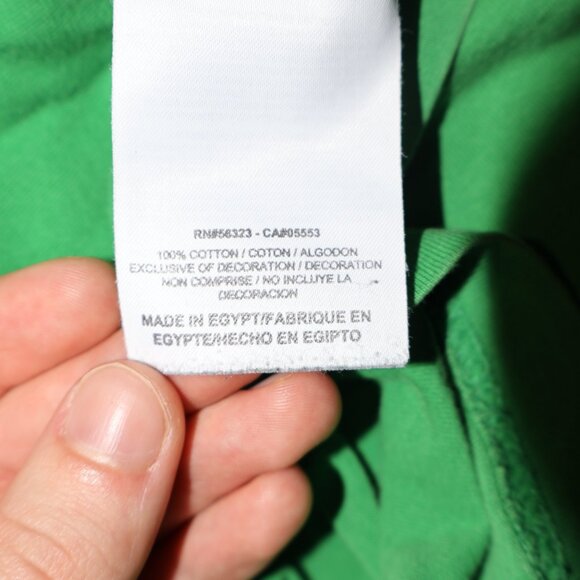 RN#56323 - CA#05553
100% COTTON / COTON / ALGODON
EXCLUSIVE OF DECORATION / DECORATION
NON COMPRISE / NO INCLUYE LA
DECORACION
MADE IN EGYPT/FABRIQUE EN
EGYPTE/HECHO EN EGIPTO